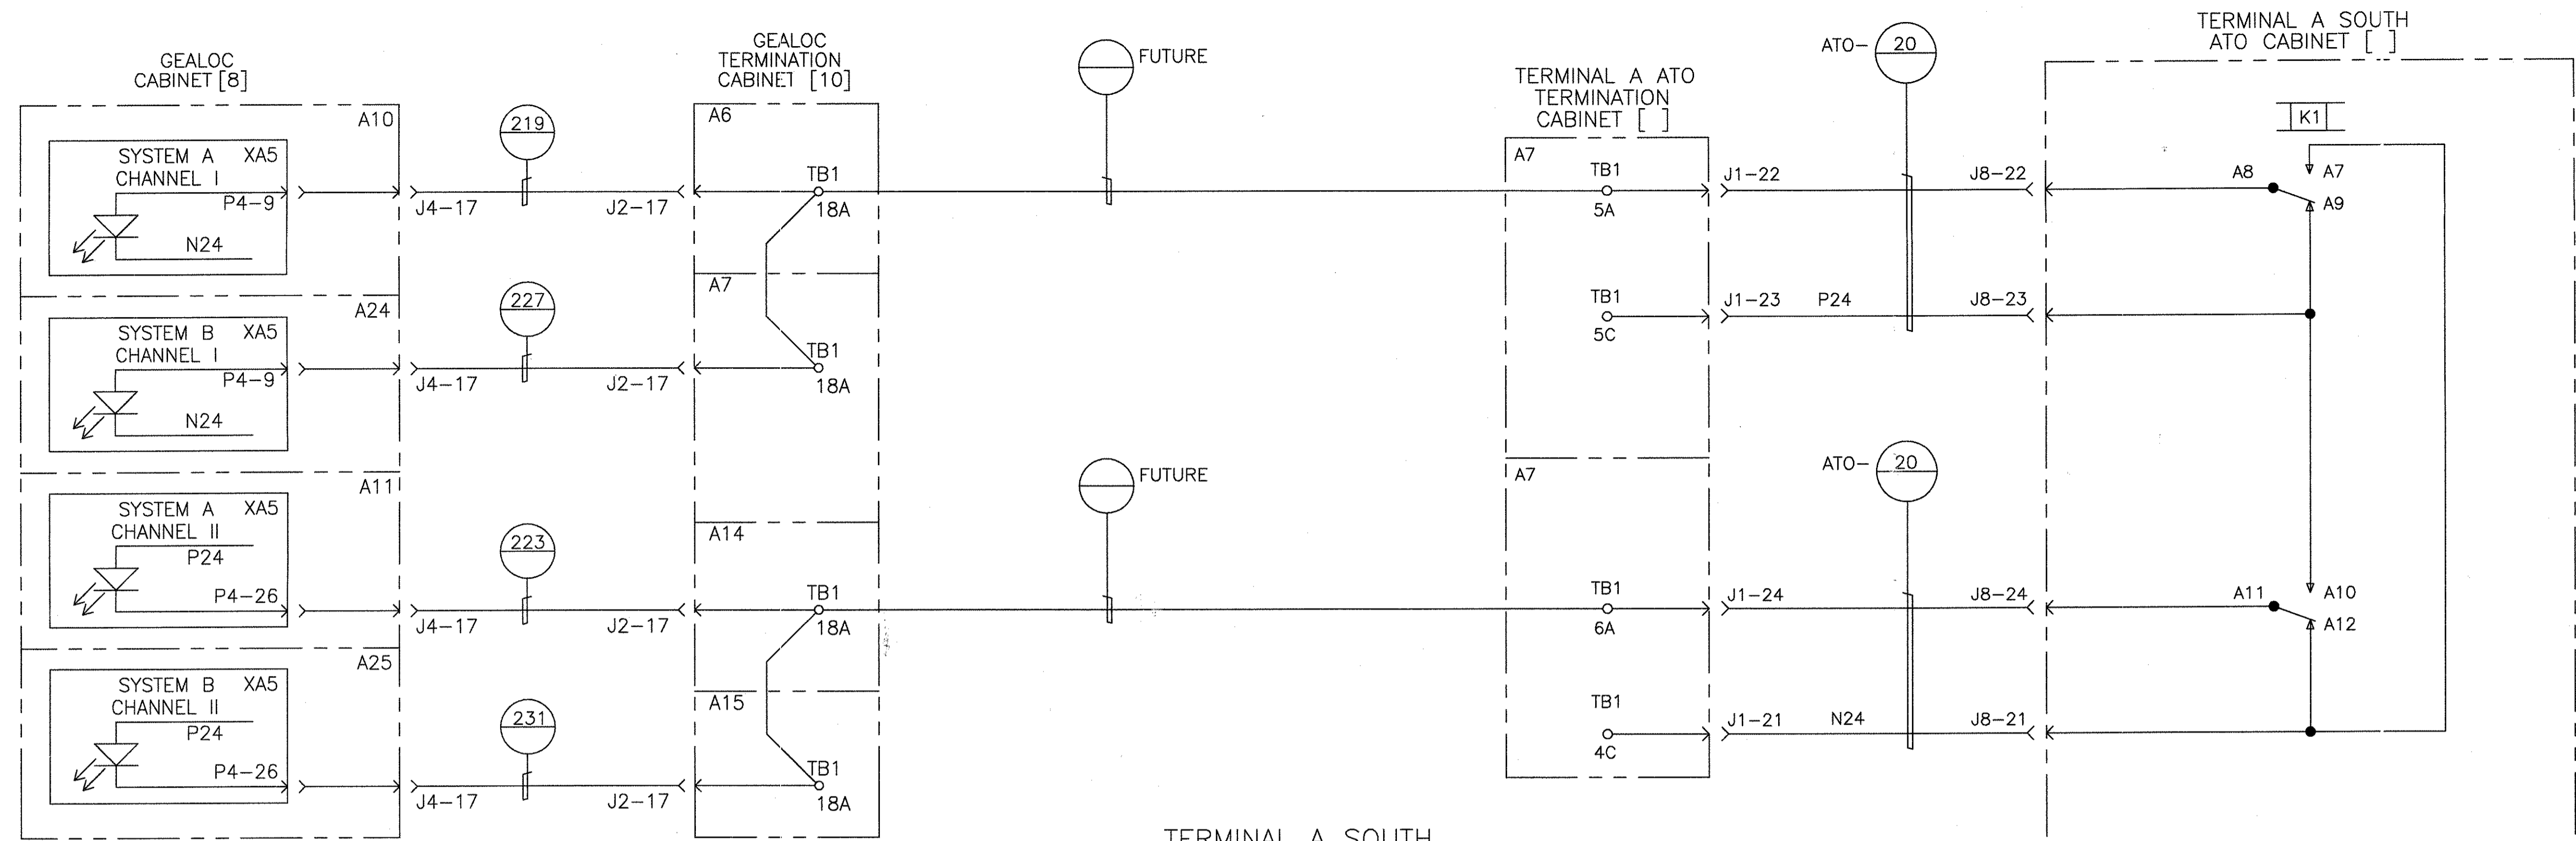 GEALOC
CABINET [8]
GEALOC
TERMINATION
CABINET [10]
FUTURE
TERMINAL A ATO
TERMINATION
CABINET [ ]
ATO- 20
TERMINAL A SOUTH
ATO CABINET [ ]
A10
SYSTEM A XA5
CHANNEL I
P4-9
N24
219
J4-17
J2-17
A6
TB1
18A
A7
TB1
5A
J1-22
J8-22
K1
A8
A7
A9
A24
SYSTEM B XA5
CHANNEL I
P4-9
N24
227
J4-17
J2-17
A7
TB1
18A
TB1
5C
J1-23
P24
J8-23
A11
SYSTEM A XA5
CHANNEL II
P24
P4-26
223
J4-17
J2-17
A14
TB1
18A
FUTURE
A7
TB1
6A
J1-24
ATO- 20
J8-24
A11
A10
A12
A25
SYSTEM B XA5
CHANNEL II
P24
P4-26
231
J4-17
J2-17
A15
TB1
18A
TB1
4C
J1-21
N24
J8-21
TERMINAL A SOUTH